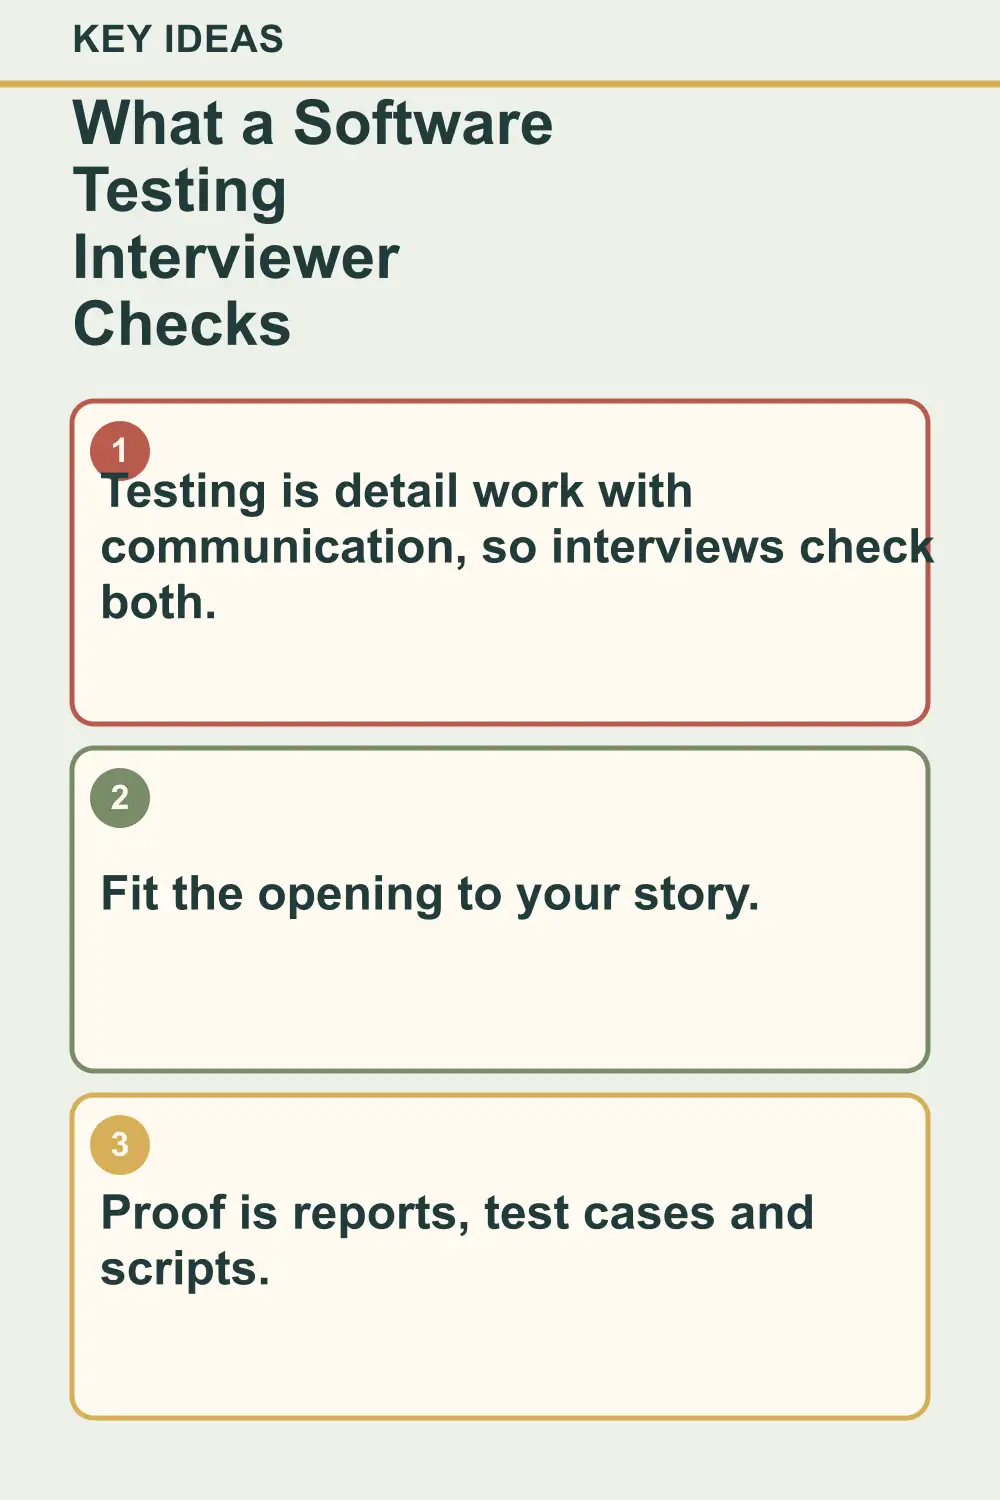 KEY IDEAS
What a Software
Testing
Interviewer
Checks
1
Testing is detail work with
communication, so interviews check
both.
2
Fit the opening to your story.
3
Proof is reports, test cases and
scripts.